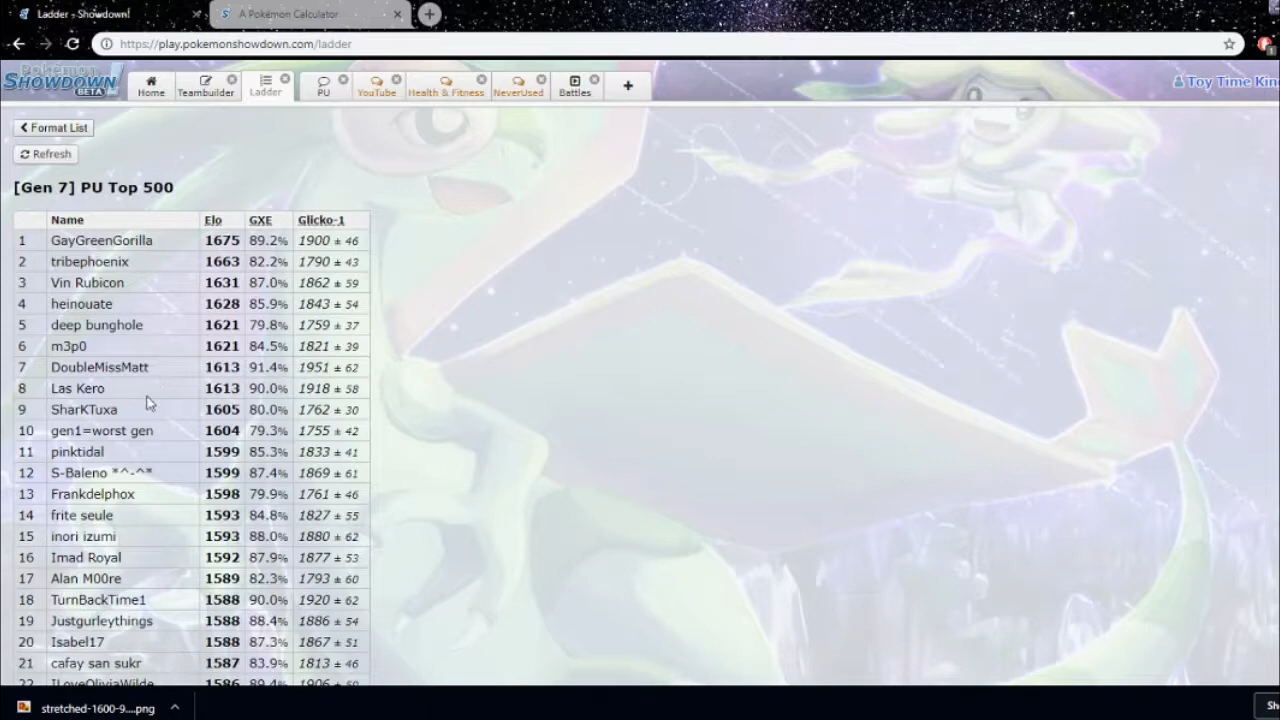 Ladder - Showdown!
A Pokémon Calculator
https://play.pokemonshowdown.com/ladder
Pokémon
SHOWDOWN!
BETA
Home
Teambuilder
Ladder
PU
YouTube
Health & Fitness
NeverUsed
Battles
Toy Time Kin
Format List
Refresh
[Gen 7] PU Top 500
Name Elo GXE Glicko-1
1 GayGreenGorilla 1675 89.2% 1900 ± 46
2 tribephoenix 1663 82.2% 1790 ± 43
3 Vin Rubicon 1631 87.0% 1862 ± 59
4 heinouate 1628 85.9% 1843 ± 54
5 deep bunghole 1621 79.8% 1759 ± 37
6 m3p0 1621 84.5% 1821 ± 39
7 DoubleMissMatt 1613 91.4% 1951 ± 62
8 Las Kero 1613 90.0% 1918 ± 58
9 SharKTuxa 1605 80.0% 1762 ± 30
10 gen1=worst gen 1604 79.3% 1755 ± 42
11 pinktidal 1599 85.3% 1833 ± 41
12 S-Baleno *^-^* 1599 87.4% 1869 ± 61
13 Frankdelphox 1598 79.9% 1761 ± 46
14 frite seule 1593 84.8% 1827 ± 55
15 inori izumi 1593 88.0% 1880 ± 62
16 Imad Royal 1592 87.9% 1877 ± 53
17 Alan M00re 1589 82.3% 1793 ± 60
18 TurnBackTime1 1588 90.0% 1920 ± 62
19 Justgurleythings 1588 88.4% 1886 ± 54
20 Isabel17 1588 87.3% 1867 ± 51
21 cafay san sukr 1587 83.9% 1813 ± 46
22 ILoveOliviaWilde 1586 89.4% 1906
stretched-1600-9....png
Sh